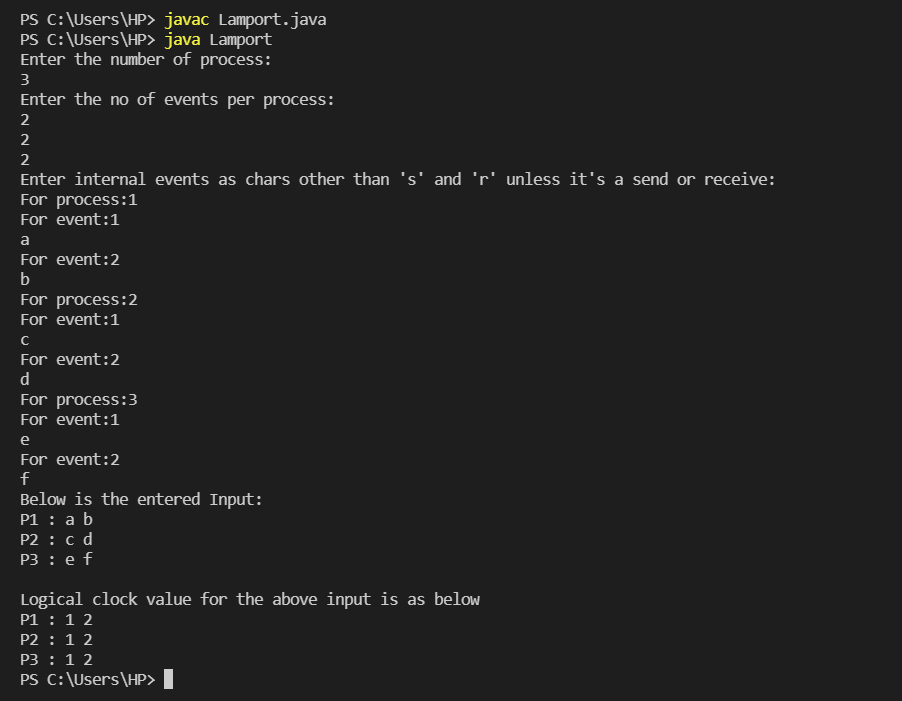 PS C:\Users\HP> javac Lamport.java
PS C:\Users\HP> java Lamport
Enter the number of process:
3
Enter the no of events per process:
2
2
2
Enter internal events as chars other than 's' and 'r' unless it's a send or receive:
For process:1
For event:1
a
For event:2
b
For process:2
For event:1
c
For event:2
d
For process:3
For event:1
e
For event:2
f
Below is the entered Input:
P1 : a b
P2 : c d
P3 : e f
Logical clock value for the above input is as below
P1 : 1 2
P2 : 1 2
P3 : 1 2
PS C:\Users\HP>